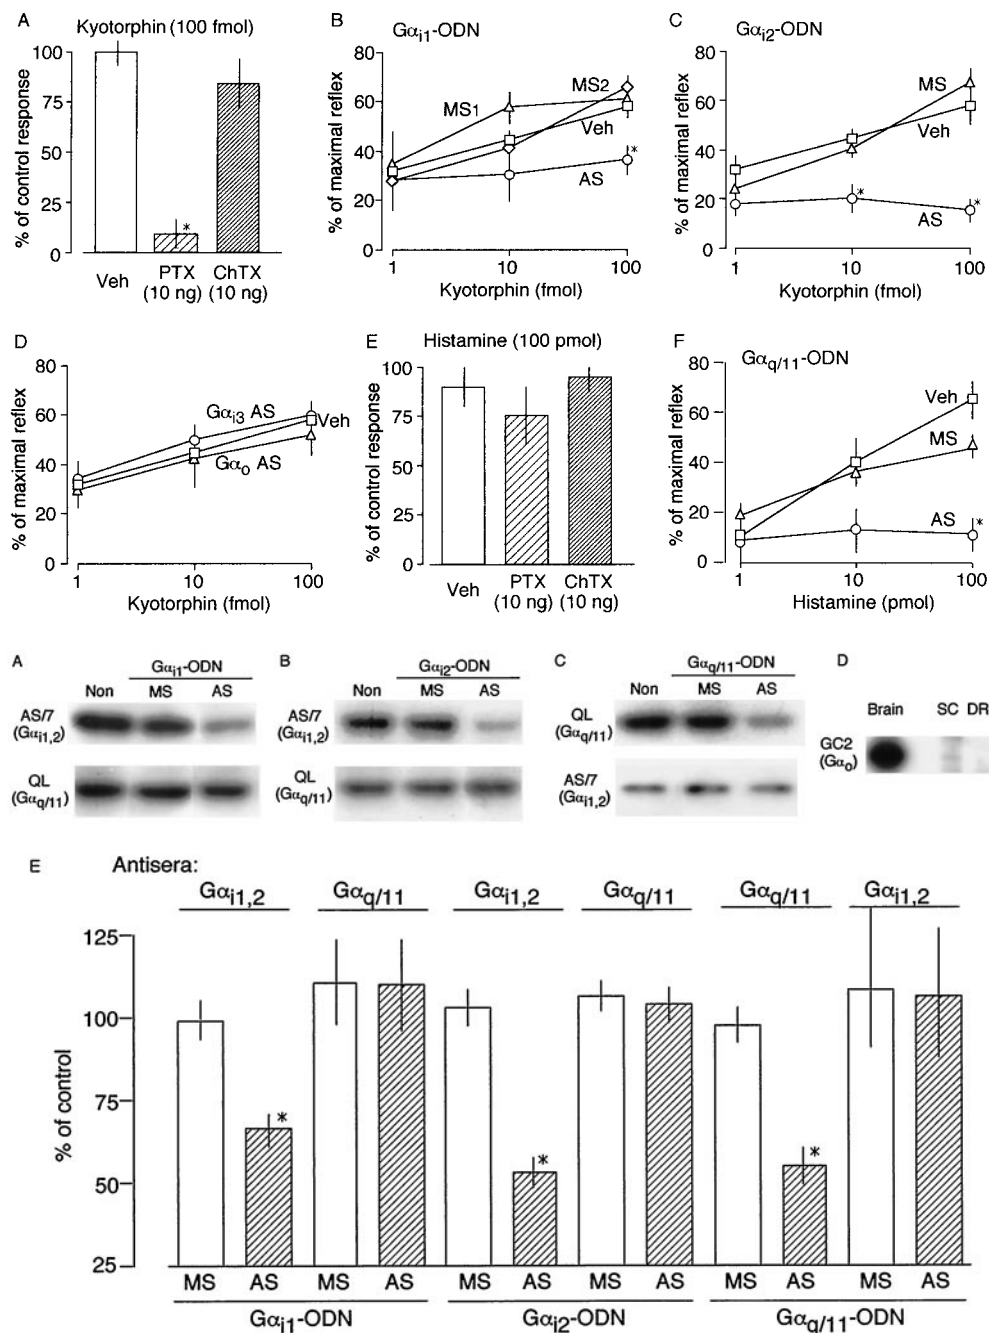 A
Kyotorphin (100 fmol)
% of control response
100
75
50
25
0
*
Veh
PTX
(10 ng)
ChTX
(10 ng)
B
Gαi1-ODN
% of maximal reflex
80
60
40
20
0
MS1
MS2
Veh
AS
*
1
10
100
Kyotorphin (fmol)
C
Gαi2-ODN
% of maximal reflex
80
60
40
20
0
MS
Veh
AS
*
*
1
10
100
Kyotorphin (fmol)
D
% of maximal reflex
80
60
40
20
0
Gαi3 AS
Veh
Gαo AS
1
10
100
Kyotorphin (fmol)
E
Histamine (100 pmol)
% of control response
100
75
50
25
0
Veh
PTX
(10 ng)
ChTX
(10 ng)
F
Gαq/11-ODN
% of maximal reflex
80
60
40
20
0
Veh
MS
AS
*
1
10
100
Histamine (pmol)
A
Gαi1-ODN
Non
MS
AS
AS/7
(Gαi1,2)
QL
(Gαq/11)
B
Gαi2-ODN
Non
MS
AS
AS/7
(Gαi1,2)
QL
(Gαq/11)
C
Gαq/11-ODN
Non
MS
AS
QL
(Gαq/11)
AS/7
(Gαi1,2)
D
Brain
SC
DR
GC2
(Gαo)
E
Antisera:
Gαi1,2
Gαq/11
Gαi1,2
Gαq/11
Gαq/11
Gαi1,2
% of control
125
100
75
50
25
*
*
*
MS
AS
MS
AS
MS
AS
MS
AS
MS
AS
MS
AS
Gαi1-ODN
Gαi2-ODN
Gαq/11-ODN